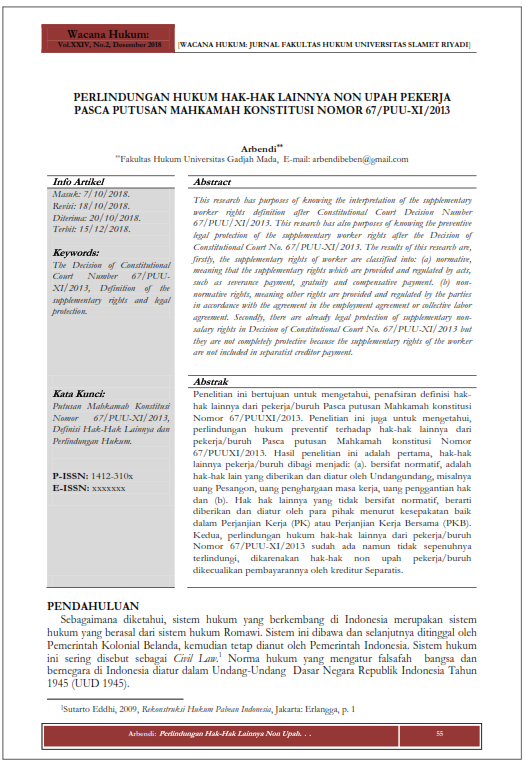 Wacana Hukum:
Vol.XXIV, No.2, Desember 2018
[WACANA HUKUM: JURNAL FAKULTAS HUKUM UNIVERSITAS SLAMET RIYADI]
PERLINDUNGAN HUKUM HAK-HAK LAINNYA NON UPAH PEKERJA
PASCA PUTUSAN MAHKAMAH KONSTITUSI NOMOR 67/PUU-XI/2013
Arbendi**
**Fakultas Hukum Universitas Gadjah Mada, E-mail: arbendibeben@gmail.com
Info Artikel
Masuk: 7/10/2018.
Revisi: 18/10/2018.
Diterima: 20/10/2018.
Terbit: 15/12/2018.
Keywords:
The Decision of Constitutional
Court Number 67/PUU-
XI/2013, Definition of the
supplementary rights and legal
protection.
Abstract
This research has purposes of knowing the interpretation of the supplementary
worker rights definition after Constitutional Court Decision Number
67/PUU/XI/2013. This research has also purposes of knowing the preventive
legal protection of the supplementary worker rights after the Decision of
Constitutional Court No. 67/PUU-XI/2013. The results of this research are,
firstly, the supplementary rights of worker are classified into: (a) normative,
meaning that the supplementary rights which are provided and regulated by acts,
such as severance payment, gratuity and compensative payment. (b) non-
normative rights, meaning other rights are provided and regulated by the parties
in accordance with the agreement in the employment agreement or collective labor
agreement. Secondly, there are already legal protection of supplementary non-
salary rights in Decision of Constitutional Court No. 67/PUU-XI/2013 but
they are not completely protective because the supplementary rights of the worker
are not included in separatist creditor payment.
Kata Kunci:
Putusan Mahkamah Konstitusi
Nomor 67/PUU-XI/2013,
Definisi Hak-Hak Lainnya dan
Perlindungan Hukum.
P-ISSN: 1412-310x
E-ISSN: xxxxxxx
Abstrak
Penelitian ini bertujuan untuk mengetahui, penafsiran definisi hak-
hak lainnya dari pekerja/buruh Pasca putusan Mahkamah konstitusi
Nomor 67/PUUXI/2013. Penelitian ini juga untuk mengetahui,
perlindungan hukum preventif terhadap hak-hak lainnya dari
pekerja/buruh Pasca putusan Mahkamah konstitusi Nomor
67/PUUXI/2013. Hasil penelitian ini adalah pertama, hak-hak
lainnya pekerja/buruh dibagi menjadi: (a). bersifat normatif, adalah
hak-hak lain yang diberikan dan diatur oleh Undangundang, misalnya
uang Pesangon, uang penghargaan masa kerja, uang penggantian hak
dan (b). Hak hak lainnya yang tidak bersifat normatif, berarti
diberikan dan diatur oleh para pihak menurut kesepakatan baik
dalam Perjanjian Kerja (PK) atau Perjanjian Kerja Bersama (PKB).
Kedua, perlindungan hukum hak-hak lainnya dari pekerja/buruh
Nomor 67/PUU-XI/2013 sudah ada namun tidak sepenuhnya
terlindungi, dikarenakan hak-hak non upah pekerja/buruh
dikecualikan pembayarannya oleh kreditur Separatis.
PENDAHULUAN
Sebagaimana diketahui, sistem hukum yang berkembang di Indonesia merupakan sistem
hukum yang berasal dari sistem hukum Romawi. Sistem ini dibawa dan selanjutnya ditinggal oleh
Pemerintah Kolonial Belanda, kemudian tetap dianut oleh Pemerintah Indonesia. Sistem hukum
ini sering disebut sebagai Civil Law.¹ Norma hukum yang mengatur falsafah bangsa dan
bernegara di Indonesia diatur dalam Undang-Undang Dasar Negara Republik Indonesia Tahun
1945 (UUD 1945).
¹Sutarto Eddhi, 2009, Rekonstruksi Hukum Pabean Indonesia, Jakarta: Erlangga, p. 1
Arbendi: Perlindungan Hak-Hak Lainnya Non Upah. . .
55